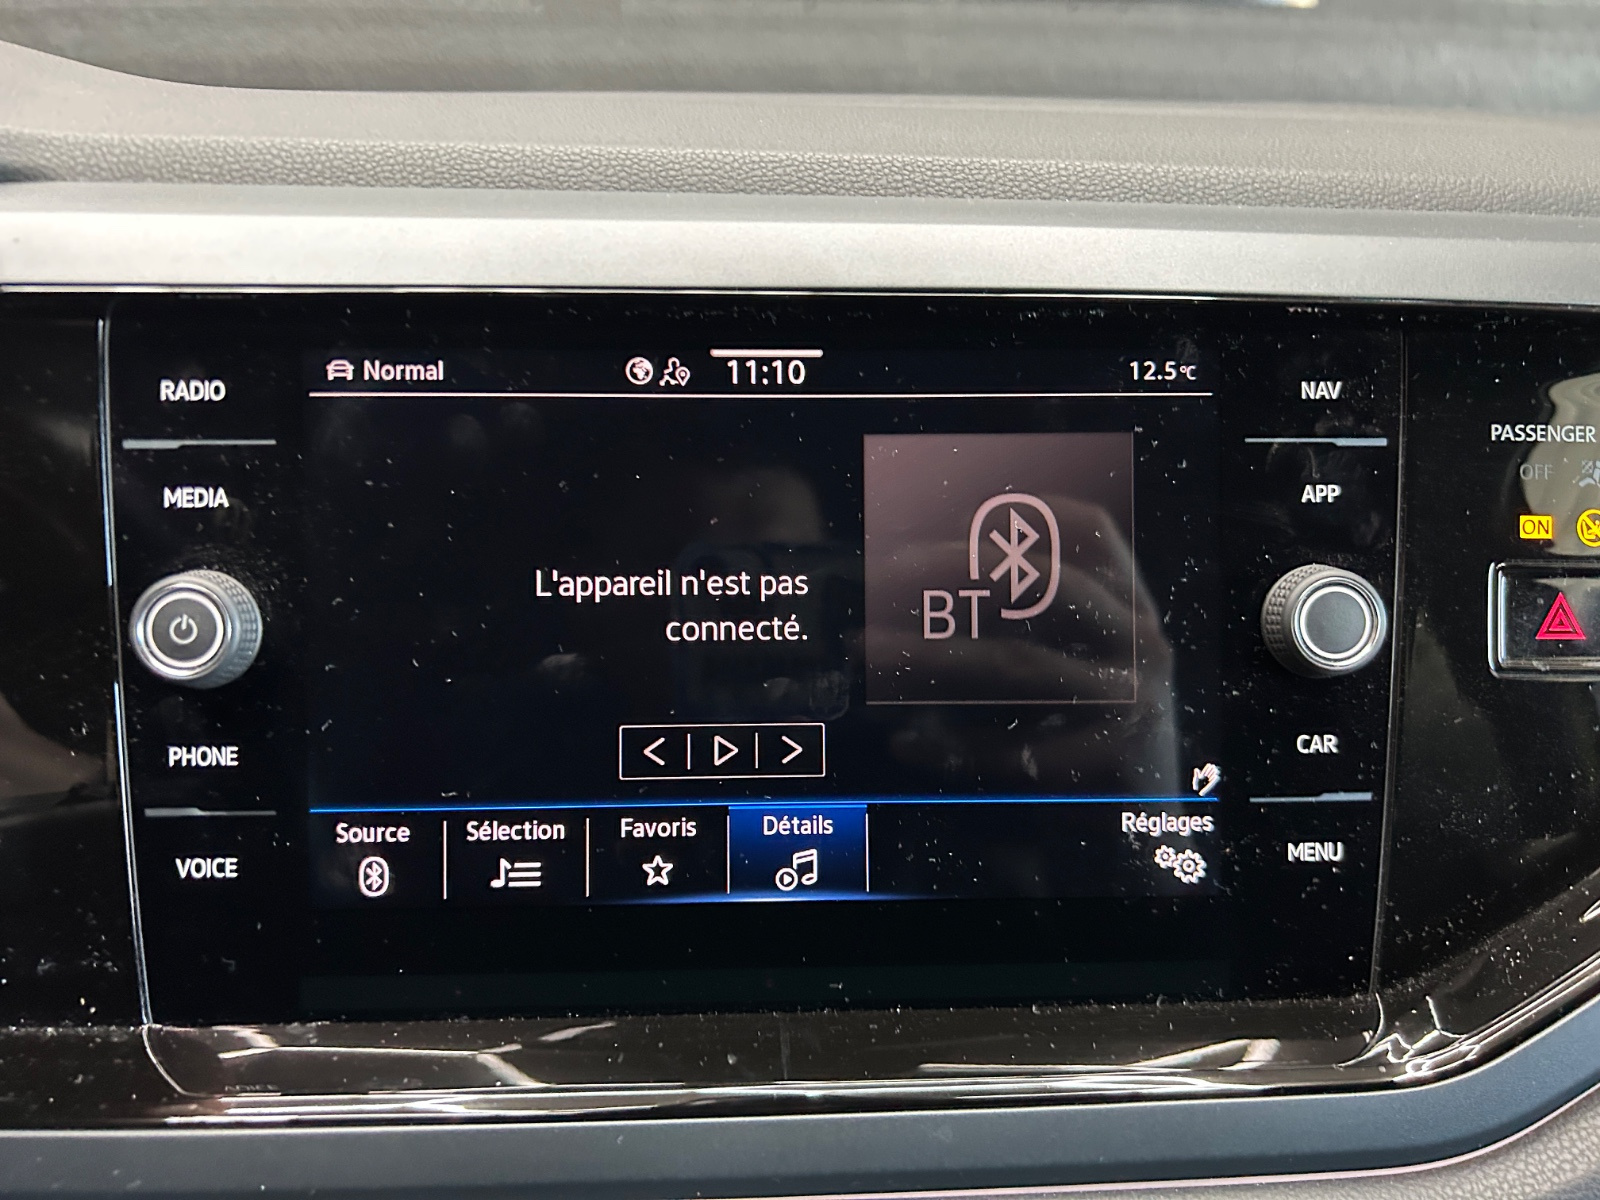 RADIO
MEDIA
PHONE
VOICE
Normal
11:10
12.5°C
L'appareil n'est pas
connecté.
BT
Source
Sélection
Favoris
Détails
Réglages
NAV
APP
CAR
MENU
PASSENGER
OFF
ON